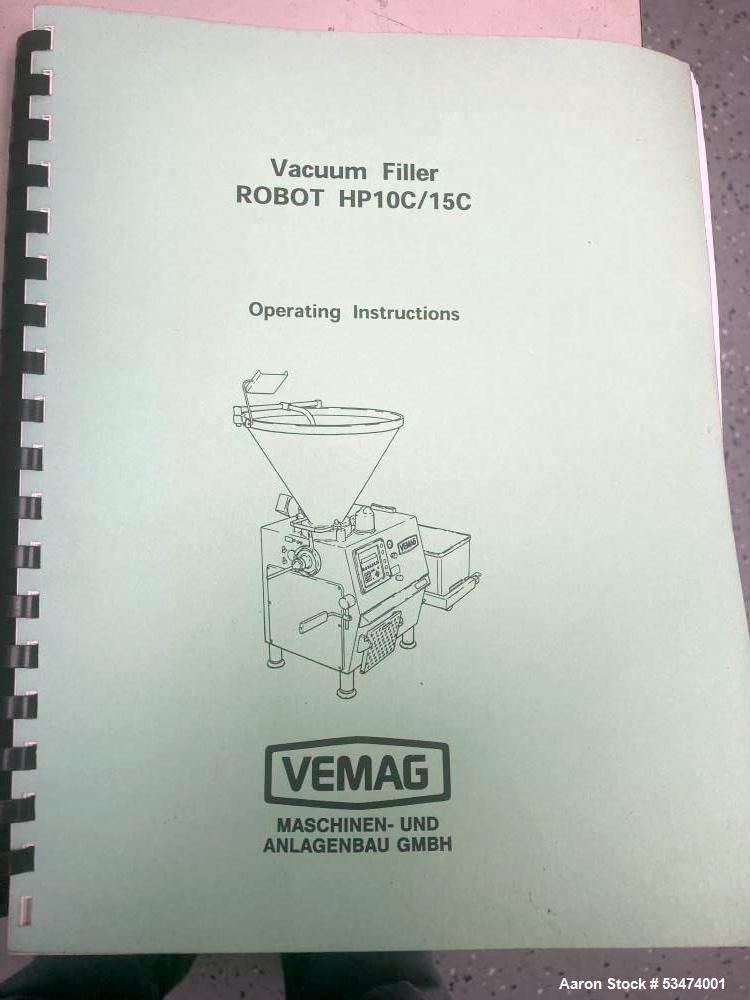 Vacuum Filler
ROBOT HP10C/15C
Operating Instructions
VEMAG
VEMAG
MASCHINEN- UND
ANLAGENBAU GMBH
Aaron Stock # 53474001